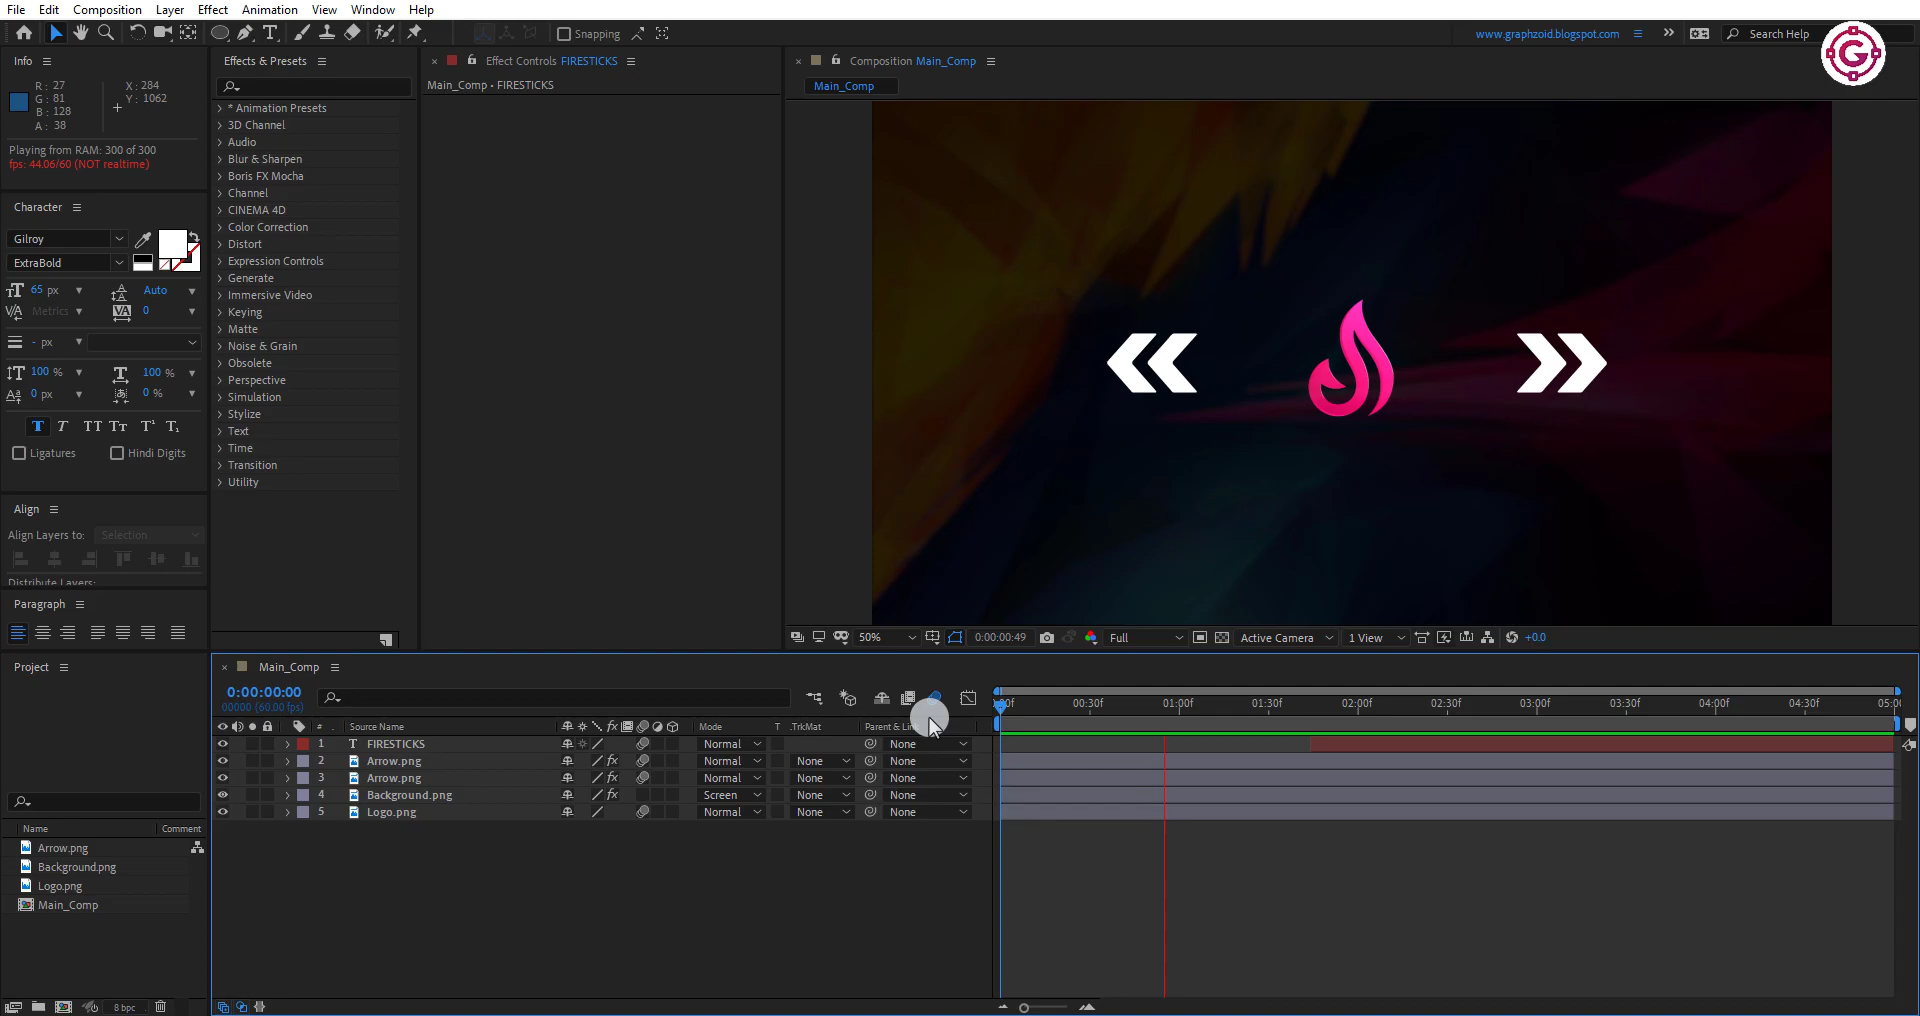 File Edit Composition Layer Effect Animation View Window Help
Snapping
www.graphzoid.blogspot.com
Search Help
G
Info
R: 27
G: 81
B: 128
A: 38
X: 284
Y: 1062
Playing from RAM: 300 of 300
fps: 44.06/60 (NOT realtime)
Character
Gilroy
ExtraBold
65 px
Auto
Metrics
0
- px
100 %
100 %
0 px
0 %
Ligatures
Hindi Digits
Align
Align Layers to: Selection
Distribute Layers:
Paragraph
Effects & Presets
* Animation Presets
3D Channel
Audio
Blur & Sharpen
Boris FX Mocha
Channel
CINEMA 4D
Color Correction
Distort
Expression Controls
Generate
Immersive Video
Keying
Matte
Noise & Grain
Obsolete
Perspective
Simulation
Stylize
Text
Time
Transition
Utility
Effect Controls FIRESTICKS
Main_Comp • FIRESTICKS
Composition Main_Comp
Main_Comp
50%
0:00:00:49
Full
Active Camera
1 View
+0.0
Project
Name Comment
Arrow.png
Background.png
Logo.png
Main_Comp
8 bpc
Main_Comp
0:00:00:00
00000 (60.00 fps)
00:30f 01:00f 01:30f 02:00f 02:30f 03:00f 03:30f 04:00f 04:30f
# Source Name Mode T .TrkMat
1 FIRESTICKS Normal None
2 Arrow.png Normal None None
3 Arrow.png Normal None None
4 Background.png Screen None None
5 Logo.png Normal None None